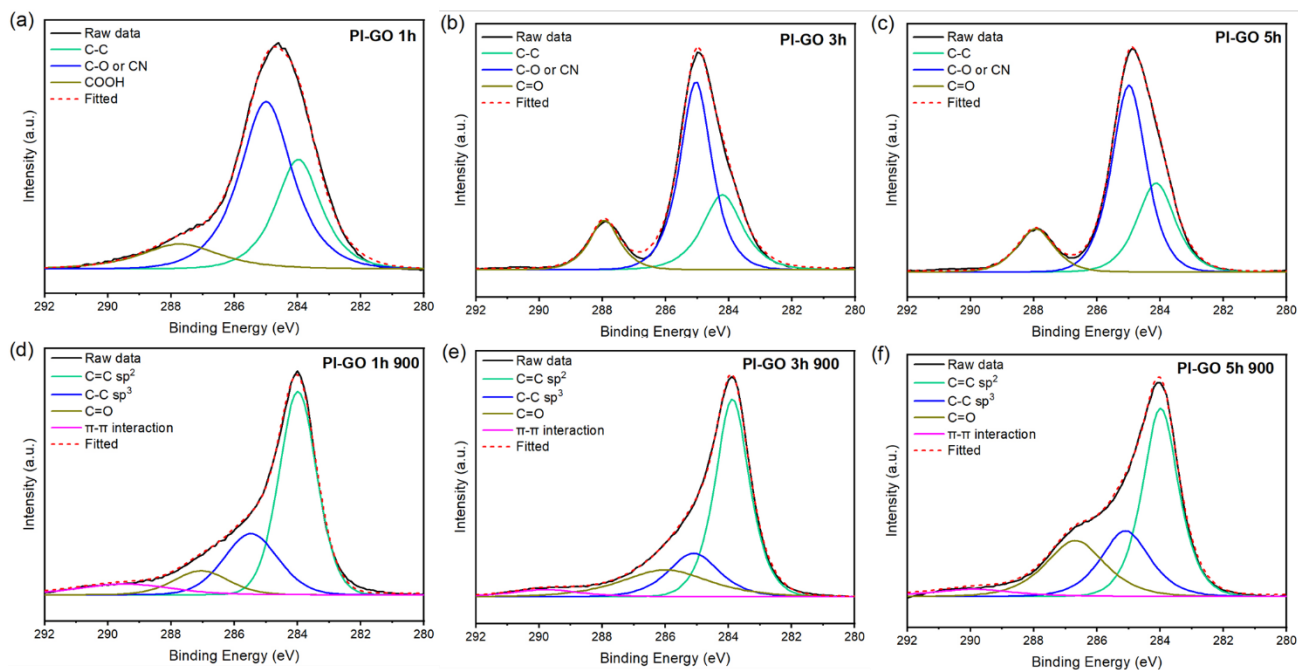 (a)
PI-GO 1h
Raw data
C-C
C-O or CN
COOH
Fitted
Intensity (a.u.)
292 290 288 286 284 282 280
Binding Energy (eV)
(b)
PI-GO 3h
Raw data
C-C
C-O or CN
C=O
Fitted
Intensity (a.u.)
292 290 288 286 284 282 280
Binding Energy (eV)
(c)
PI-GO 5h
Raw data
C-C
C-O or CN
C=O
Fitted
Intensity (a.u.)
292 290 288 286 284 282 280
Binding Energy (eV)
(d)
PI-GO 1h 900
Raw data
C=C sp²
C-C sp³
C=O
π-π interaction
Fitted
Intensity (a.u.)
292 290 288 286 284 282 280
Binding Energy (eV)
(e)
PI-GO 3h 900
Raw data
C=C sp²
C-C sp³
C=O
π-π interaction
Fitted
Intensity (a.u.)
292 290 288 286 284 282 280
Binding Energy (eV)
(f)
PI-GO 5h 900
Raw data
C=C sp²
C-C sp³
C=O
π-π interaction
Fitted
Intensity (a.u.)
292 290 288 286 284 282 280
Binding Energy (eV)